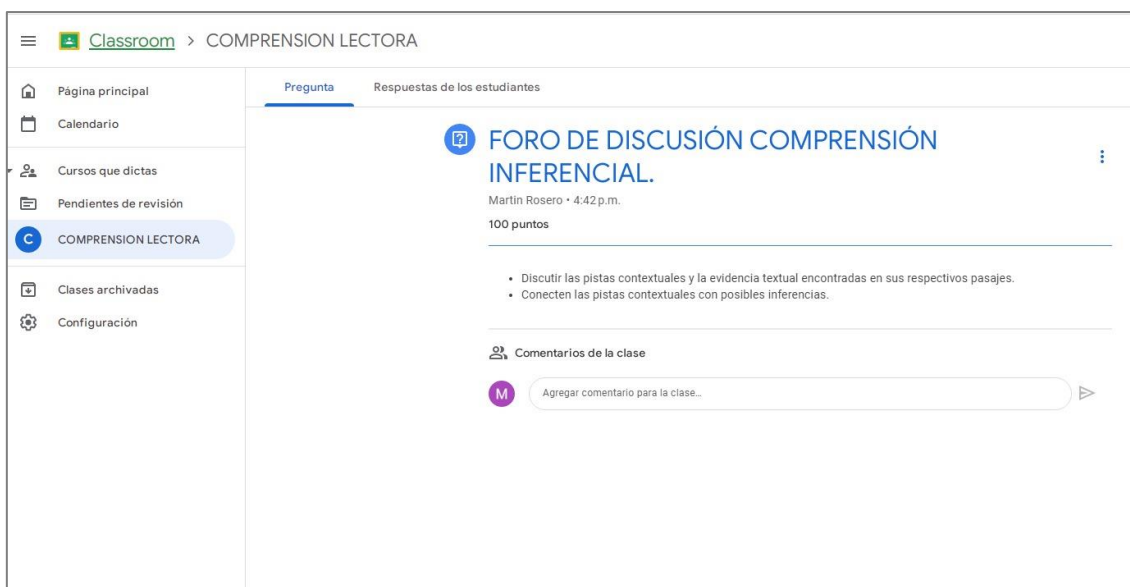 Classroom > COMPRENSION LECTORA
Página principal
Calendario
Cursos que dictas
Pendientes de revisión
C COMPRENSION LECTORA
Clases archivadas
Configuración
Pregunta Respuestas de los estudiantes
FORO DE DISCUSIÓN COMPRENSIÓN
INFERENCIAL.
Martin Rosero • 4:42 p.m.
100 puntos
• Discutir las pistas contextuales y la evidencia textual encontradas en sus respectivos pasajes.
• Conecten las pistas contextuales con posibles inferencias.
Comentarios de la clase
M Agregar comentario para la clase...